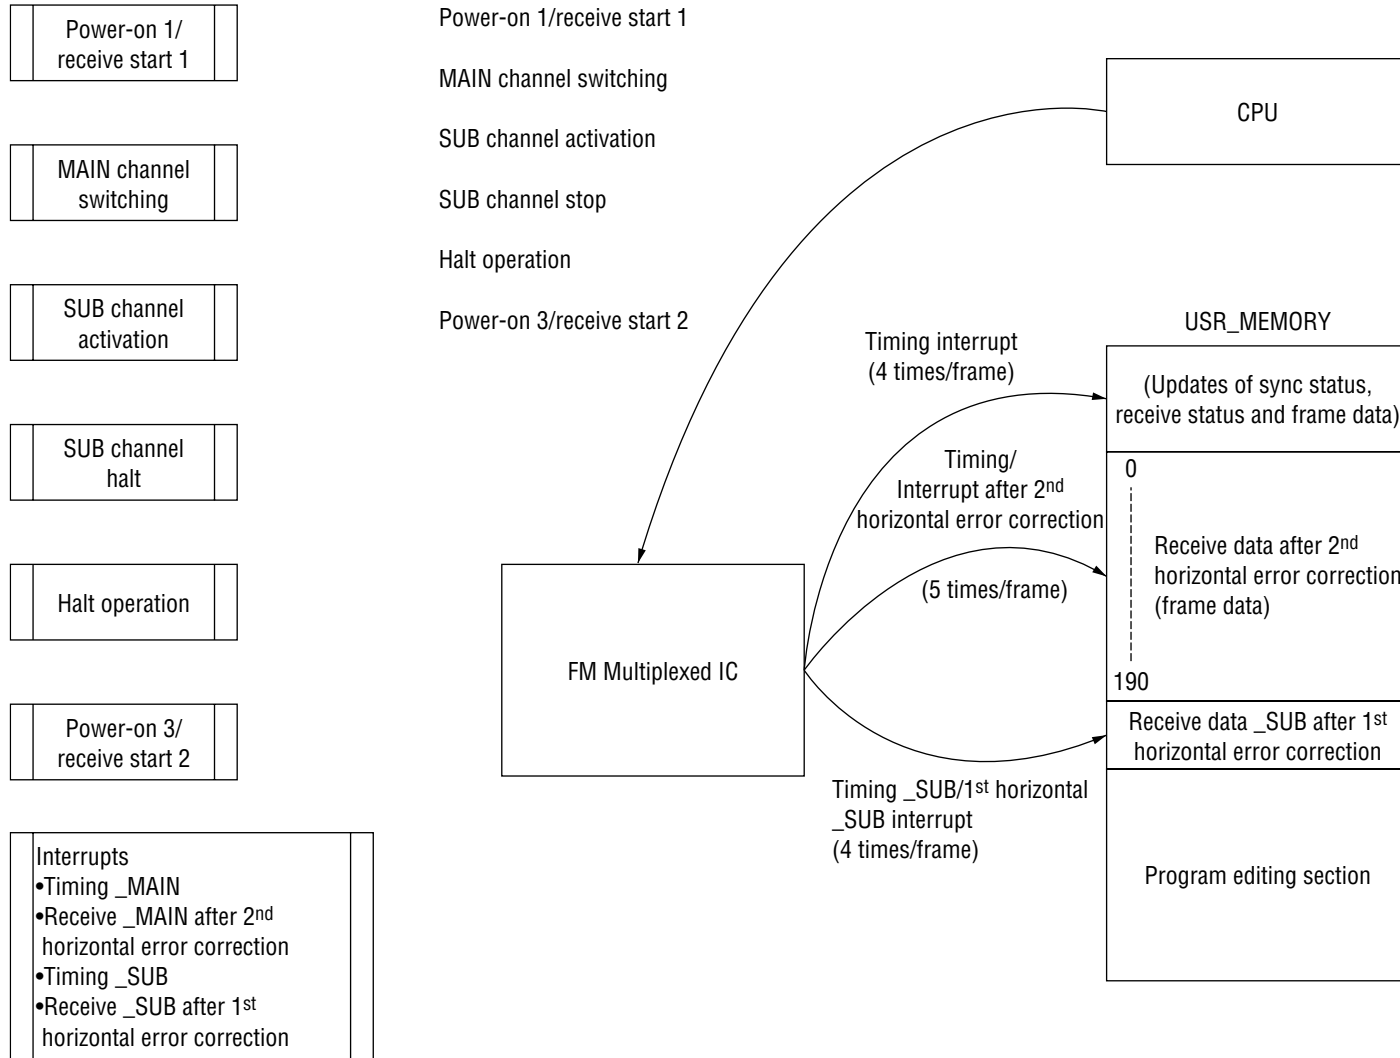 Power-on 1/
receive start 1
MAIN channel
switching
SUB channel
activation
SUB channel
halt
Halt operation
Power-on 3/
receive start 2
Interrupts
•Timing _MAIN
•Receive _MAIN after 2nd
horizontal error correction
•Timing _SUB
•Receive _SUB after 1st
horizontal error correction
Power-on 1/receive start 1
MAIN channel switching
SUB channel activation
SUB channel stop
Halt operation
Power-on 3/receive start 2
CPU
FM Multiplexed IC
Timing interrupt
(4 times/frame)
Timing/
Interrupt after 2nd
horizontal error correction
(5 times/frame)
Timing _SUB/1st horizontal
_SUB interrupt
(4 times/frame)
USR_MEMORY
(Updates of sync status,
receive status and frame data)
0
Receive data after 2nd
horizontal error correction
(frame data)
190
Receive data _SUB after 1st
horizontal error correction
Program editing section